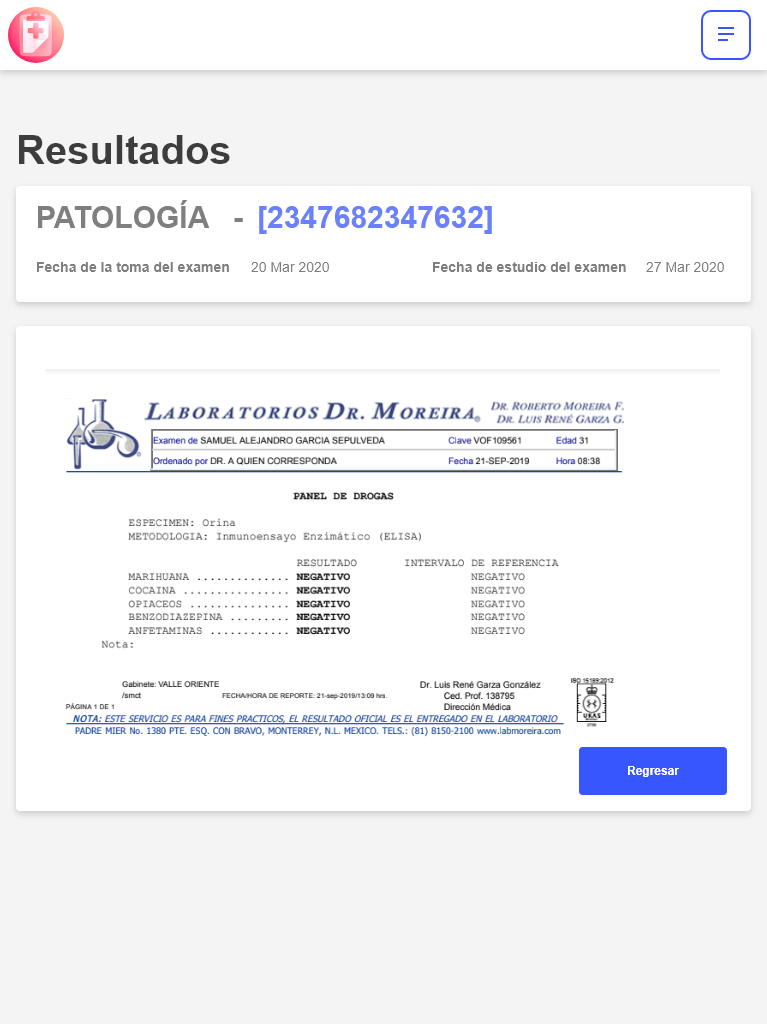 Resultados
PATOLOGÍA - [2347682347632]
Fecha de la toma del examen 20 Mar 2020 Fecha de estudio del examen 27 Mar 2020
LABORATORIOS DR. MOREIRA® DR. ROBERTO MOREIRA F.
DR. LUIS RENÉ GARZA G.
Examen de SAMUEL ALEJANDRO GARCIA SEPULVEDA Clave VOF109561 Edad 31
Ordenado por DR. A QUIEN CORRESPONDA Fecha 21-SEP-2019 Hora 08:38
PANEL DE DROGAS
ESPECIMEN: Orina
METODOLOGIA: Inmunoensayo Enzimático (ELISA)
RESULTADO INTERVALO DE REFERENCIA
MARIHUANA .............. NEGATIVO NEGATIVO
COCAINA ................ NEGATIVO NEGATIVO
OPIACEOS ............... NEGATIVO NEGATIVO
BENZODIAZEPINA ......... NEGATIVO NEGATIVO
ANFETAMINAS ............ NEGATIVO NEGATIVO
Nota:
Gabinete: VALLE ORIENTE Dr. Luis René Garza González ISO 15189:2012
/smct FECHA/HORA DE REPORTE: 21-sep-2019/13:09 hrs. Ced. Prof. 138795
PÁGINA 1 DE 1 Dirección Médica
UKAS
NOTA: ESTE SERVICIO ES PARA FINES PRACTICOS, EL RESULTADO OFICIAL ES EL ENTREGADO EN EL LABORATORIO
PADRE MIER No. 1380 PTE. ESQ. CON BRAVO, MONTERREY, N.L. MEXICO. TELS.: (81) 8150-2100 www.labmoreira.com
Regresar